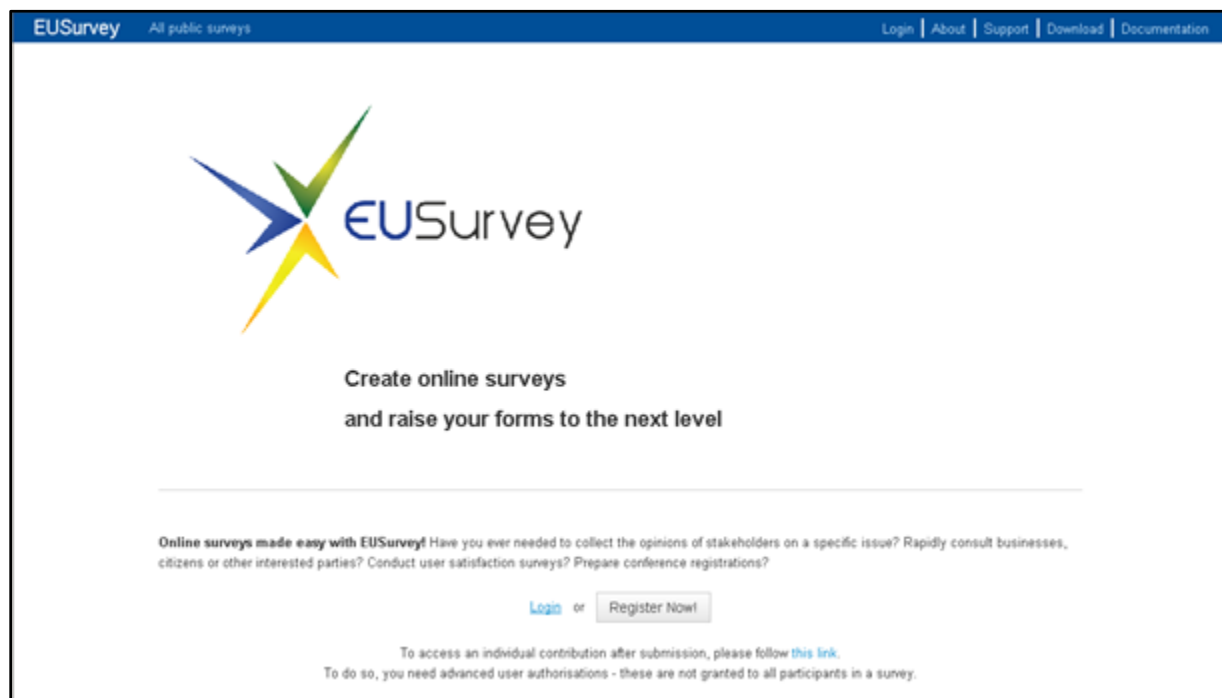 EUSurvey All public surveys Login | About | Support | Download | Documentation
EUSurvey
Create online surveys
and raise your forms to the next level
Online surveys made easy with EUSurvey! Have you ever needed to collect the opinions of stakeholders on a specific issue? Rapidly consult businesses,
citizens or other interested parties? Conduct user satisfaction surveys? Prepare conference registrations?
Login or Register Now!
To access an individual contribution after submission, please follow this link.
To do so, you need advanced user authorisations - these are not granted to all participants in a survey.